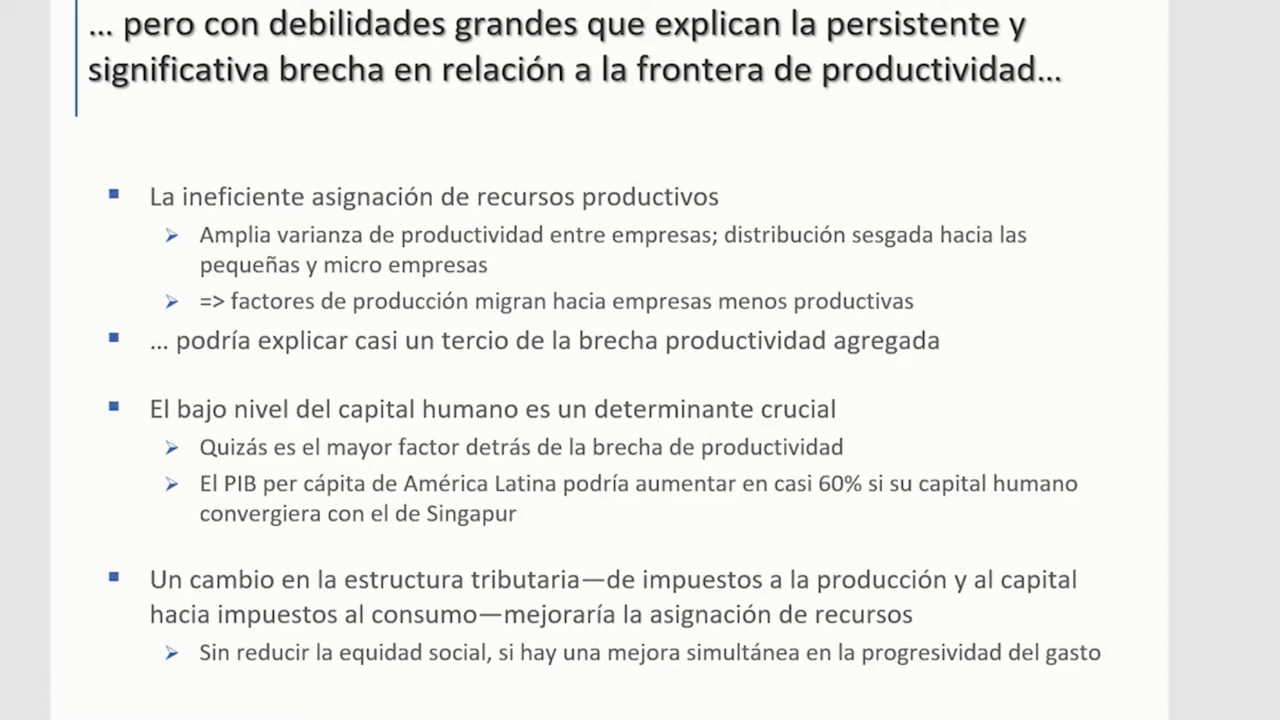 … pero con debilidades grandes que explican la persistente y
significativa brecha en relación a la frontera de productividad…
La ineficiente asignación de recursos productivos
Amplia varianza de productividad entre empresas; distribución sesgada hacia las
pequeñas y micro empresas
=> factores de producción migran hacia empresas menos productivas
… podría explicar casi un tercio de la brecha productividad agregada
El bajo nivel del capital humano es un determinante crucial
Quizás es el mayor factor detrás de la brecha de productividad
El PIB per cápita de América Latina podría aumentar en casi 60% si su capital humano
convergiera con el de Singapur
Un cambio en la estructura tributaria—de impuestos a la producción y al capital
hacia impuestos al consumo—mejoraría la asignación de recursos
Sin reducir la equidad social, si hay una mejora simultánea en la progresividad del gasto